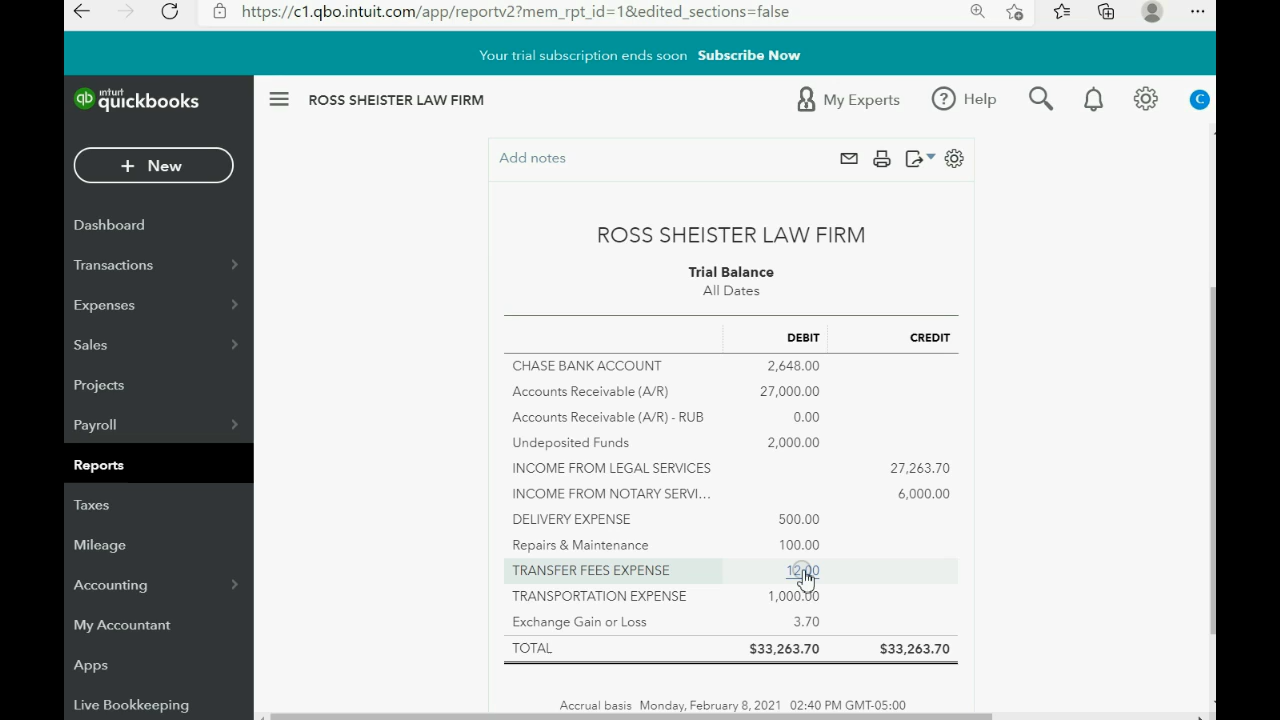 https://c1.qbo.intuit.com/app/reportv2?mem_rpt_id=1&edited_sections=false
Your trial subscription ends soon Subscribe Now
qb intuit quickbooks
ROSS SHEISTER LAW FIRM
My Experts
? Help
C
+ New
Dashboard
Transactions
Expenses
Sales
Projects
Payroll
Reports
Taxes
Mileage
Accounting
My Accountant
Apps
Live Bookkeeping
Add notes
ROSS SHEISTER LAW FIRM
Trial Balance
All Dates
DEBIT CREDIT
CHASE BANK ACCOUNT 2,648.00
Accounts Receivable (A/R) 27,000.00
Accounts Receivable (A/R) - RUB 0.00
Undeposited Funds 2,000.00
INCOME FROM LEGAL SERVICES 27,263.70
INCOME FROM NOTARY SERVI... 6,000.00
DELIVERY EXPENSE 500.00
Repairs & Maintenance 100.00
TRANSFER FEES EXPENSE 12.00
TRANSPORTATION EXPENSE 1,000.00
Exchange Gain or Loss 3.70
TOTAL $33,263.70 $33,263.70
Accrual basis Monday, February 8, 2021 02:40 PM GMT-05:00